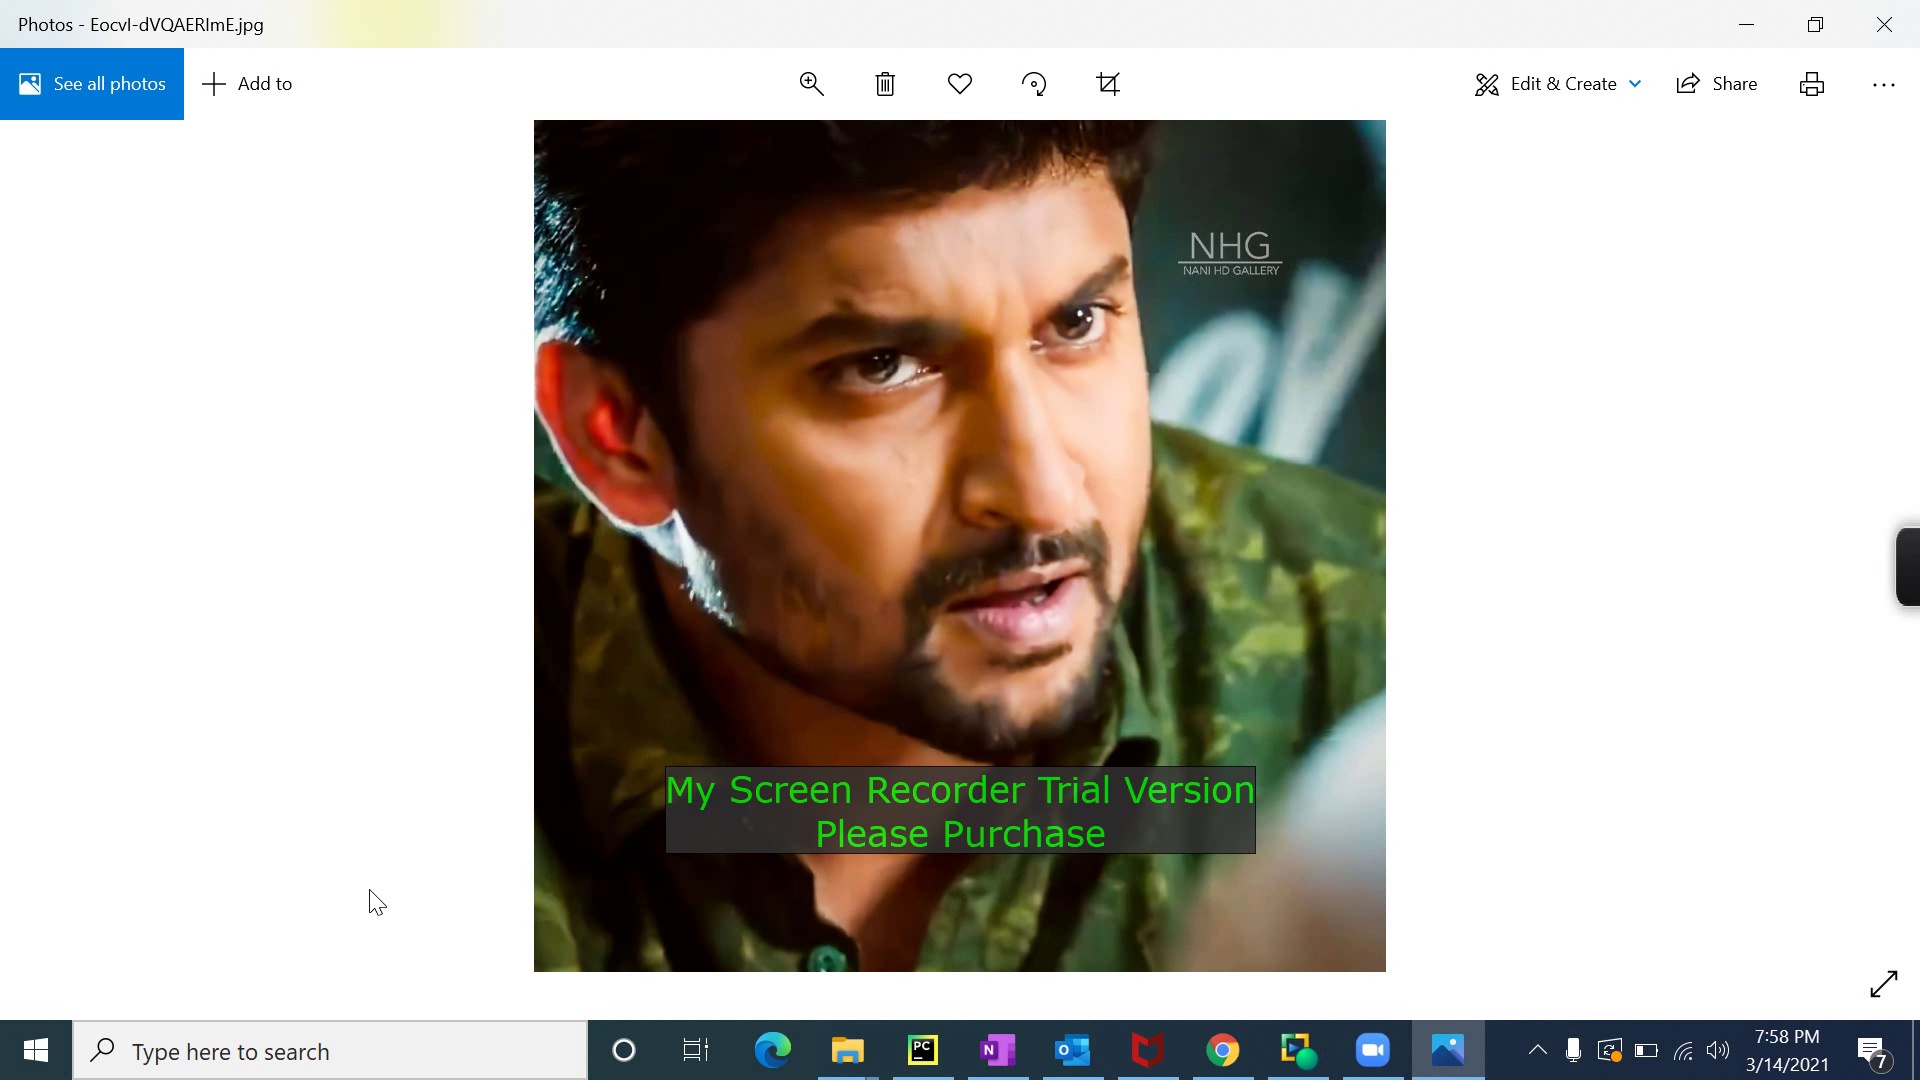 Photos - EocvI-dVQAERImE.jpg
See all photos
Add to
Edit & Create
Share
NHG
NANI HD GALLERY
My Screen Recorder Trial Version
Please Purchase
Type here to search
PC
N
7:58 PM
3/14/2021
7